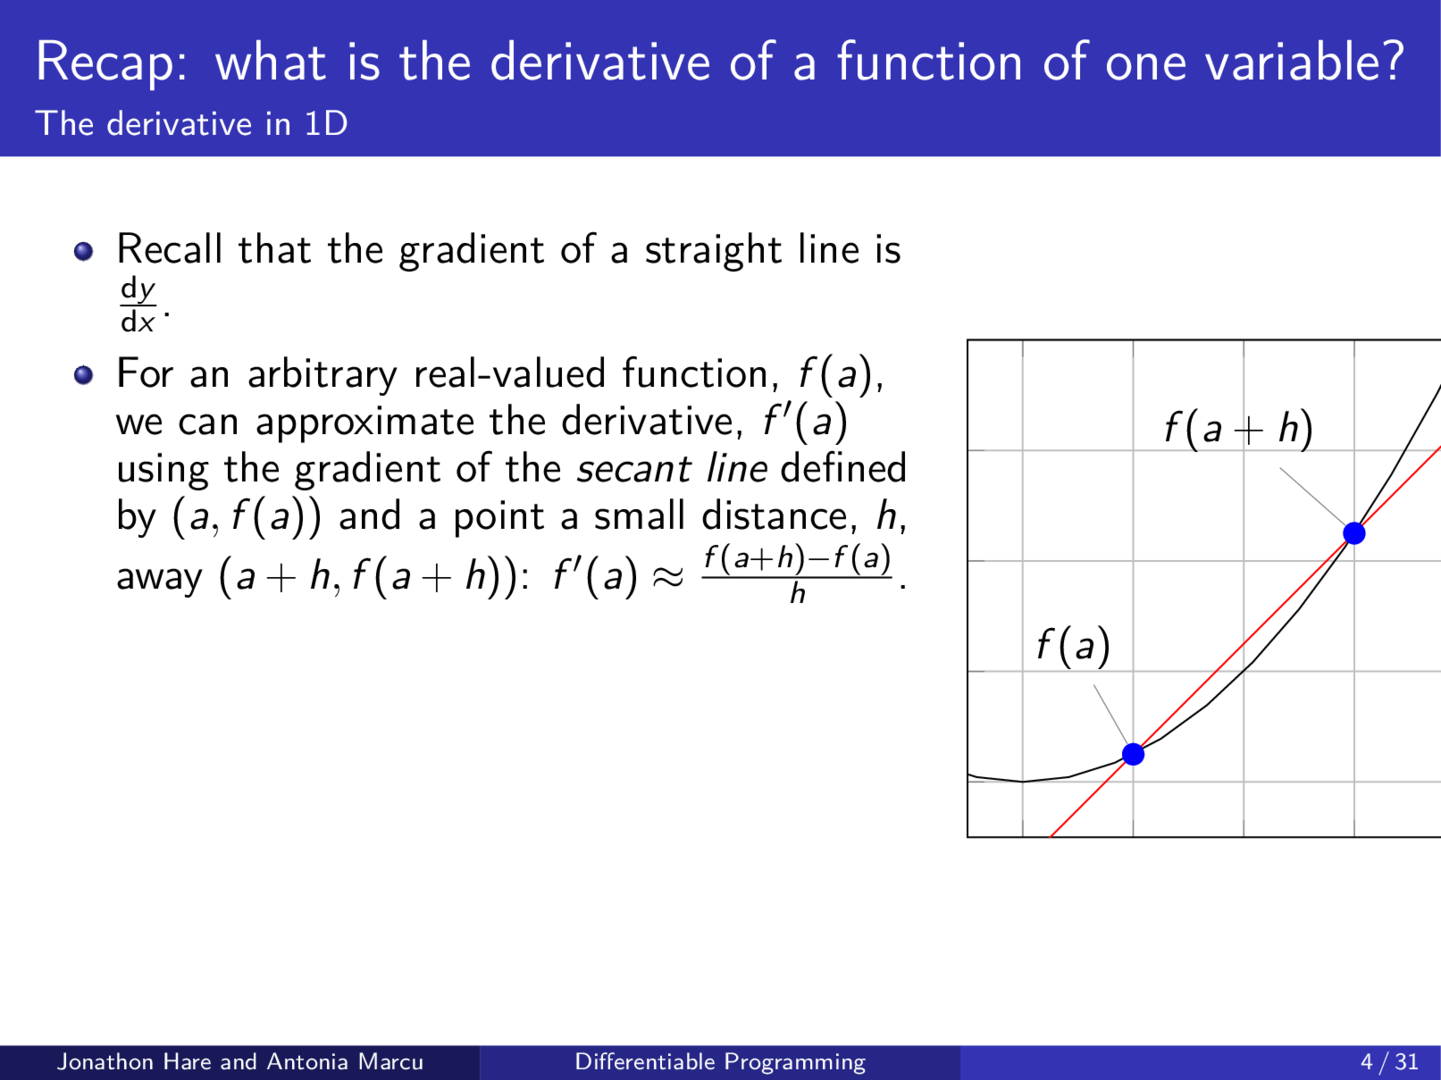 Recap: what is the derivative of a function of one variable?
The derivative in 1D
Recall that the gradient of a straight line is
dy/dx.
For an arbitrary real-valued function, f(a),
we can approximate the derivative, f′(a)
using the gradient of the secant line defined
by (a, f(a)) and a point a small distance, h,
away (a + h, f(a + h)): f′(a) ≈ f(a+h)−f(a)/h.
f(a + h)
f(a)
Jonathon Hare and Antonia Marcu
Differentiable Programming
4 / 31